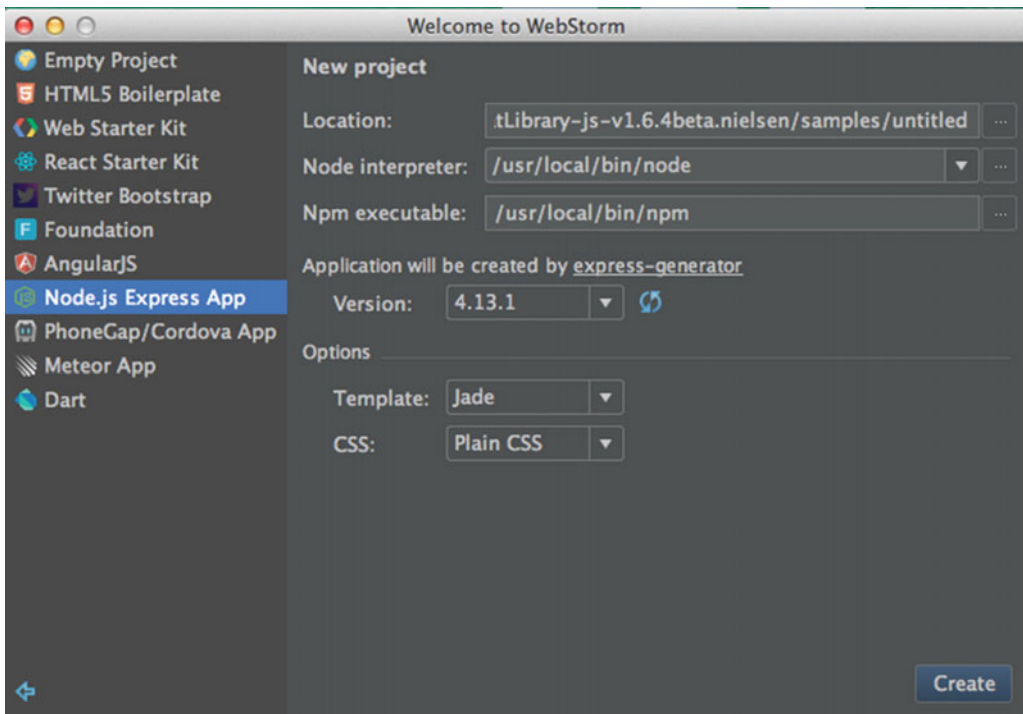 Welcome to WebStorm
Empty Project
HTML5 Boilerplate
Web Starter Kit
React Starter Kit
Twitter Bootstrap
Foundation
AngularJS
Node.js Express App
PhoneGap/Cordova App
Meteor App
Dart
New project
Location: .tLibrary-js-v1.6.4beta.nielsen/samples/untitled ...
Node interpreter: /usr/local/bin/node ...
Npm executable: /usr/local/bin/npm ...
Application will be created by express-generator
Version: 4.13.1
Options
Template: Jade
CSS: Plain CSS
Create